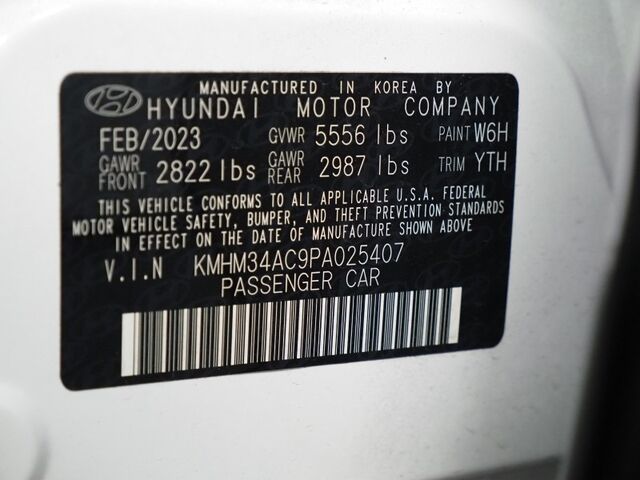 MANUFACTURED IN KOREA BY
HYUNDAI MOTOR COMPANY
FEB/2023 GVWR 5556 lbs PAINT W6H
GAWR FRONT 2822 lbs GAWR REAR 2987 lbs TRIM YTH
THIS VEHICLE CONFORMS TO ALL APPLICABLE U.S.A. FEDERAL
MOTOR VEHICLE SAFETY, BUMPER, AND THEFT PREVENTION STANDARDS
IN EFFECT ON THE DATE OF MANUFACTURE SHOWN ABOVE.
V.I.N KMHM34AC9PA025407
PASSENGER CAR